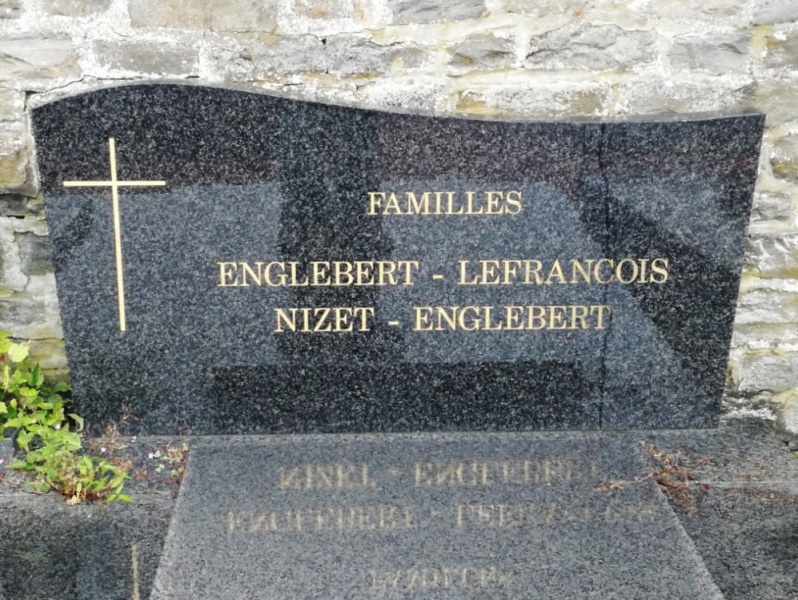 FAMILLES
ENGLEBERT - LEFRANCOIS
NIZET - ENGLEBERT